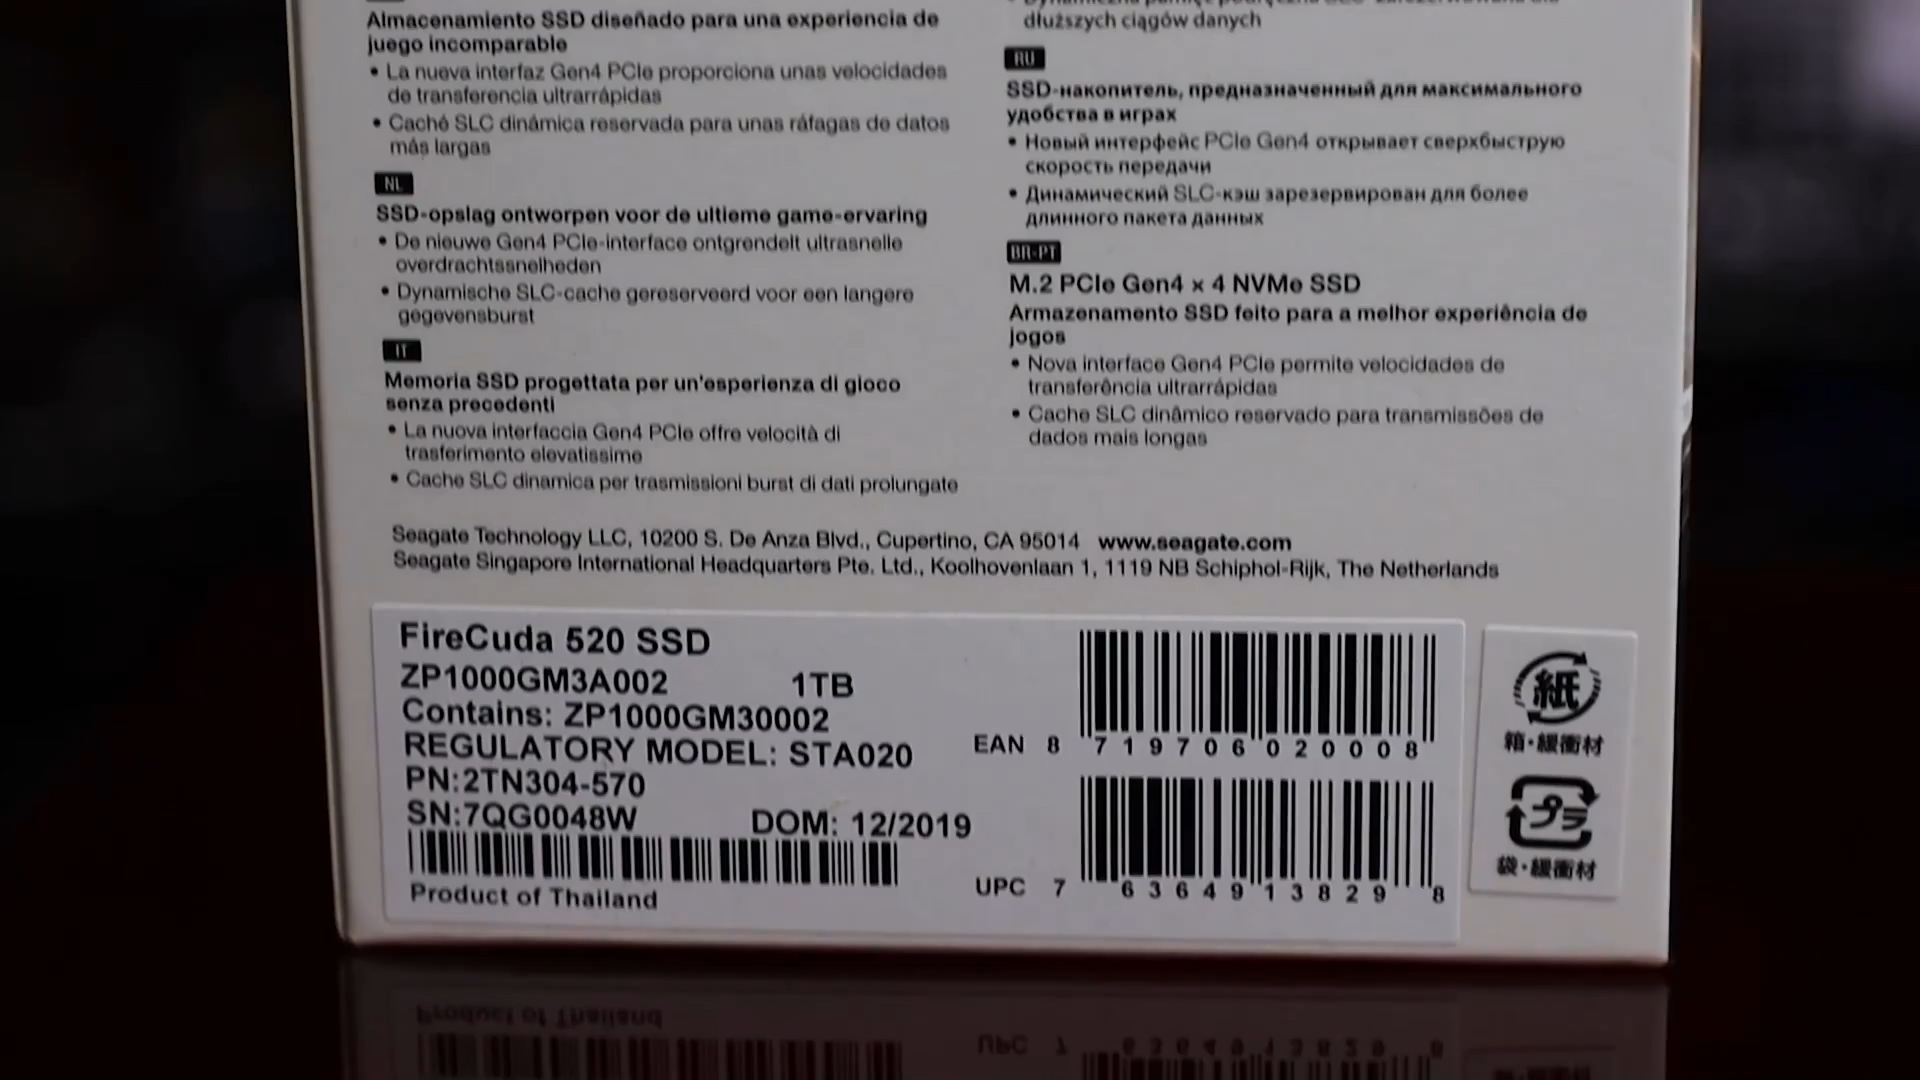 Almacenamiento SSD diseñado para una experiencia de
juego incomparable
• La nueva interfaz Gen4 PCIe proporciona unas velocidades
de transferencia ultrarrápidas
• Caché SLC dinámica reservada para unas ráfagas de datos
más largas
NL
SSD-opslag ontworpen voor de ultieme game-ervaring
• De nieuwe Gen4 PCIe-interface ontgrendelt ultrasnelle
overdrachtssnelheden
• Dynamische SLC-cache gereserveerd voor een langere
gegevensburst
IT
Memoria SSD progettata per un'esperienza di gioco
senza precedenti
• La nuova interfaccia Gen4 PCIe offre velocità di
trasferimento elevatissime
• Cache SLC dinamica per trasmissioni burst di dati prolungate
dłuższych ciągów danych
RU
SSD-накопитель, предназначенный для максимального
удобства в играх
• Новый интерфейс PCIe Gen4 открывает сверхбыструю
скорость передачи
• Динамический SLC-кэш зарезервирован для более
длинного пакета данных
BR-PT
M.2 PCIe Gen4 × 4 NVMe SSD
Armazenamento SSD feito para a melhor experiência de
jogos
• Nova interface Gen4 PCIe permite velocidades de
transferência ultrarrápidas
• Cache SLC dinâmico reservado para transmissões de
dados mais longas
Seagate Technology LLC, 10200 S. De Anza Blvd., Cupertino, CA 95014 www.seagate.com
Seagate Singapore International Headquarters Pte. Ltd., Koolhovenlaan 1, 1119 NB Schiphol-Rijk, The Netherlands
FireCuda 520 SSD
ZP1000GM3A002 1TB
Contains: ZP1000GM30002
REGULATORY MODEL: STA020
PN:2TN304-570
SN:7QG0048W DOM: 12/2019
Product of Thailand
EAN 8 719706 020008
UPC 7 63649 13829 8
紙
箱・緩衝材
プラ
袋・緩衝材